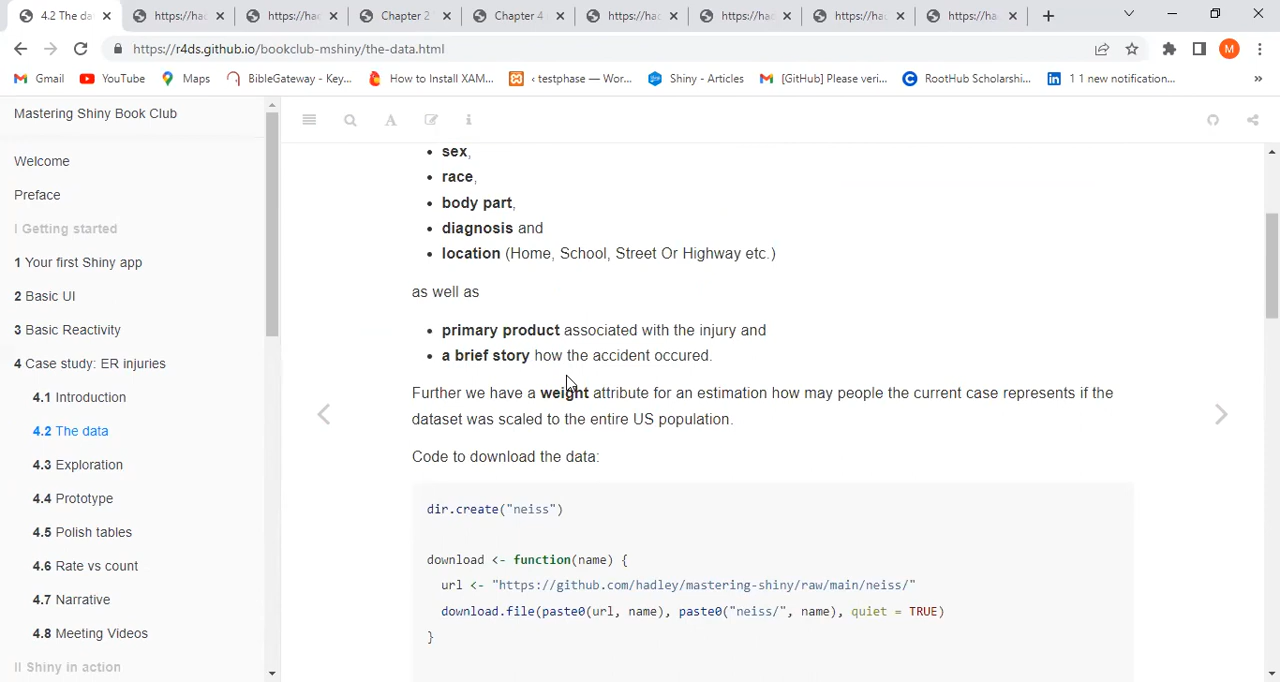 4.2 The da
https://ha
https://ha
Chapter 2
Chapter 4
https://ha
https://ha
https://ha
https://ha
https://r4ds.github.io/bookclub-mshiny/the-data.html
M
Gmail YouTube Maps BibleGateway - Key... How to Install XAM... ‹ testphase — Wor... Shiny - Articles [GitHub] Please veri... RootHub Scholarshi... 1 1 new notification... »
Mastering Shiny Book Club
Welcome
Preface
I Getting started
1 Your first Shiny app
2 Basic UI
3 Basic Reactivity
4 Case study: ER injuries
4.1 Introduction
4.2 The data
4.3 Exploration
4.4 Prototype
4.5 Polish tables
4.6 Rate vs count
4.7 Narrative
4.8 Meeting Videos
II Shiny in action
• sex,
• race,
• body part,
• diagnosis and
• location (Home, School, Street Or Highway etc.)
as well as
• primary product associated with the injury and
• a brief story how the accident occured.
Further we have a weight attribute for an estimation how may people the current case represents if the
dataset was scaled to the entire US population.
Code to download the data:
dir.create("neiss")
download <- function(name) {
url <- "https://github.com/hadley/mastering-shiny/raw/main/neiss/"
download.file(paste0(url, name), paste0("neiss/", name), quiet = TRUE)
}